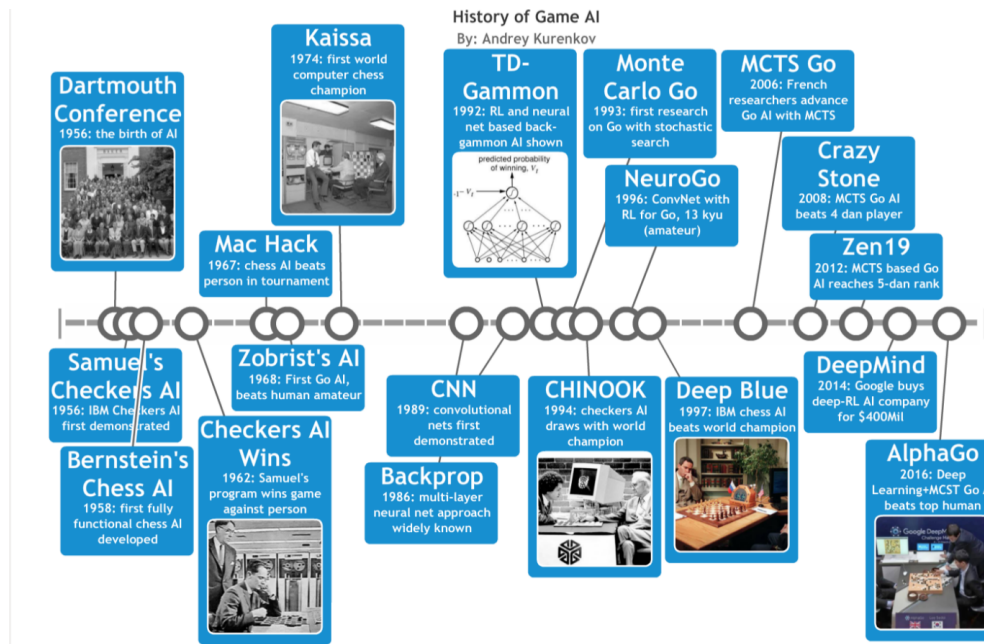 History of Game AI
By: Andrey Kurenkov
Dartmouth
Conference
1956: the birth of AI
Kaissa
1974: first world
computer chess
champion
TD-
Gammon
1992: RL and neural
net based back-
gammon AI shown
predicted probability
of winning, Vt
Monte
Carlo Go
1993: first research
on Go with stochastic
search
MCTS Go
2006: French
researchers advance
Go AI with MCTS
Crazy
Stone
2008: MCTS Go AI
beats 4 dan player
NeuroGo
1996: ConvNet with
RL for Go, 13 kyu
(amateur)
Mac Hack
1967: chess AI beats
person in tournament
Zen19
2012: MCTS based Go
AI reaches 5-dan rank
Samuel's
Checkers AI
1956: IBM Checkers AI
first demonstrated
Zobrist's AI
1968: First Go AI,
beats human amateur
Bernstein's
Chess AI
1958: first fully
functional chess AI
developed
Checkers AI
Wins
1962: Samuel's
program wins game
against person
CNN
1989: convolutional
nets first
demonstrated
Backprop
1986: multi-layer
neural net approach
widely known
CHINOOK
1994: checkers AI
draws with world
champion
Deep Blue
1997: IBM chess AI
beats world champion
DeepMind
2014: Google buys
deep-RL AI company
for $400Mil
AlphaGo
2016: Deep
Learning+MCST Go
beats top human
Google